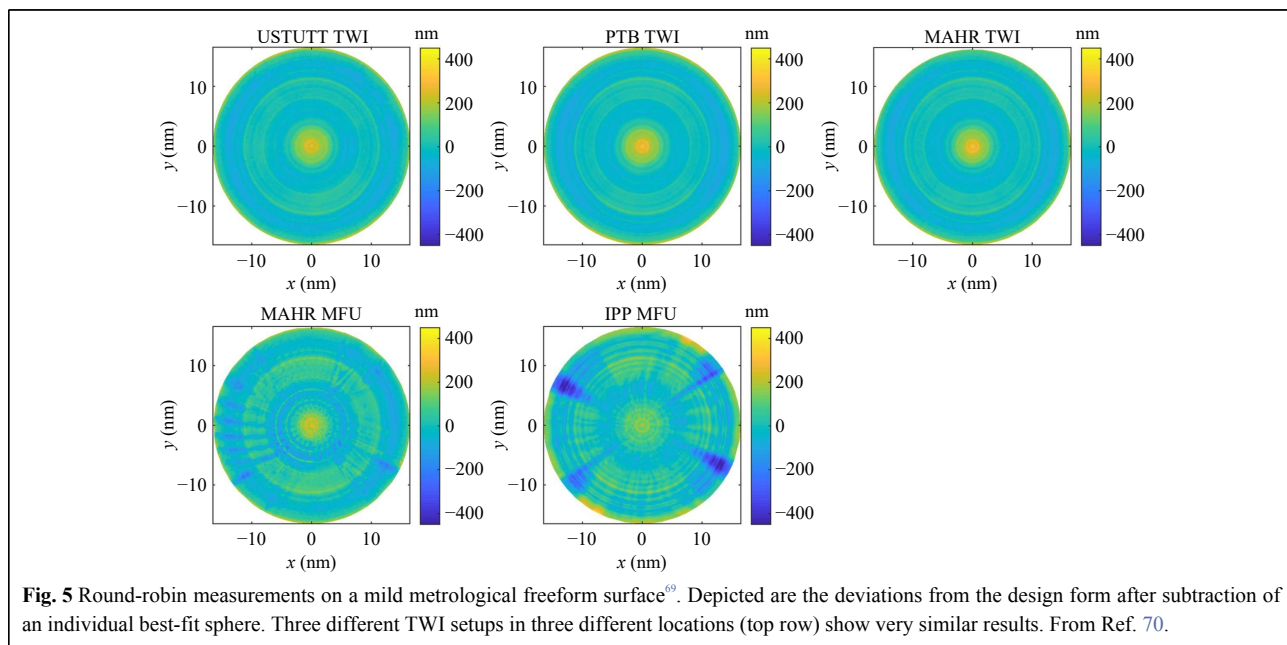 USTUTT TWI nm PTB TWI nm MAHR TWI nm
400 400 400
10 10 10
200 200 200
y (nm) 0 0 y (nm) 0 0 y (nm) 0 0
−200 −200 −200
−10 −10 −10
−400 −400 −400
−10 0 10 −10 0 10 −10 0 10
x (nm) x (nm) x (nm)
MAHR MFU nm IPP MFU nm
400 400
10 10
200 200
y (nm) 0 0 y (nm) 0 0
−200 −200
−10 −10
−400 −400
−10 0 10 −10 0 10
x (nm) x (nm)
Fig. 5 Round-robin measurements on a mild metrological freeform surface69. Depicted are the deviations from the design form after subtraction of
an individual best-fit sphere. Three different TWI setups in three different locations (top row) show very similar results. From Ref. 70.